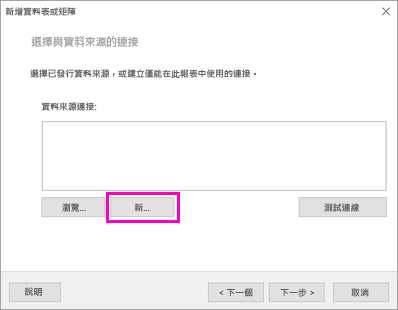 新增資料表或矩陣
選擇與資料來源的連接
選擇已發行資料來源，或建立僅能在此報表中使用的連接。
資料來源連接:
瀏覽... 新... 測試連線
說明 < 下一個 下一步 > 取消